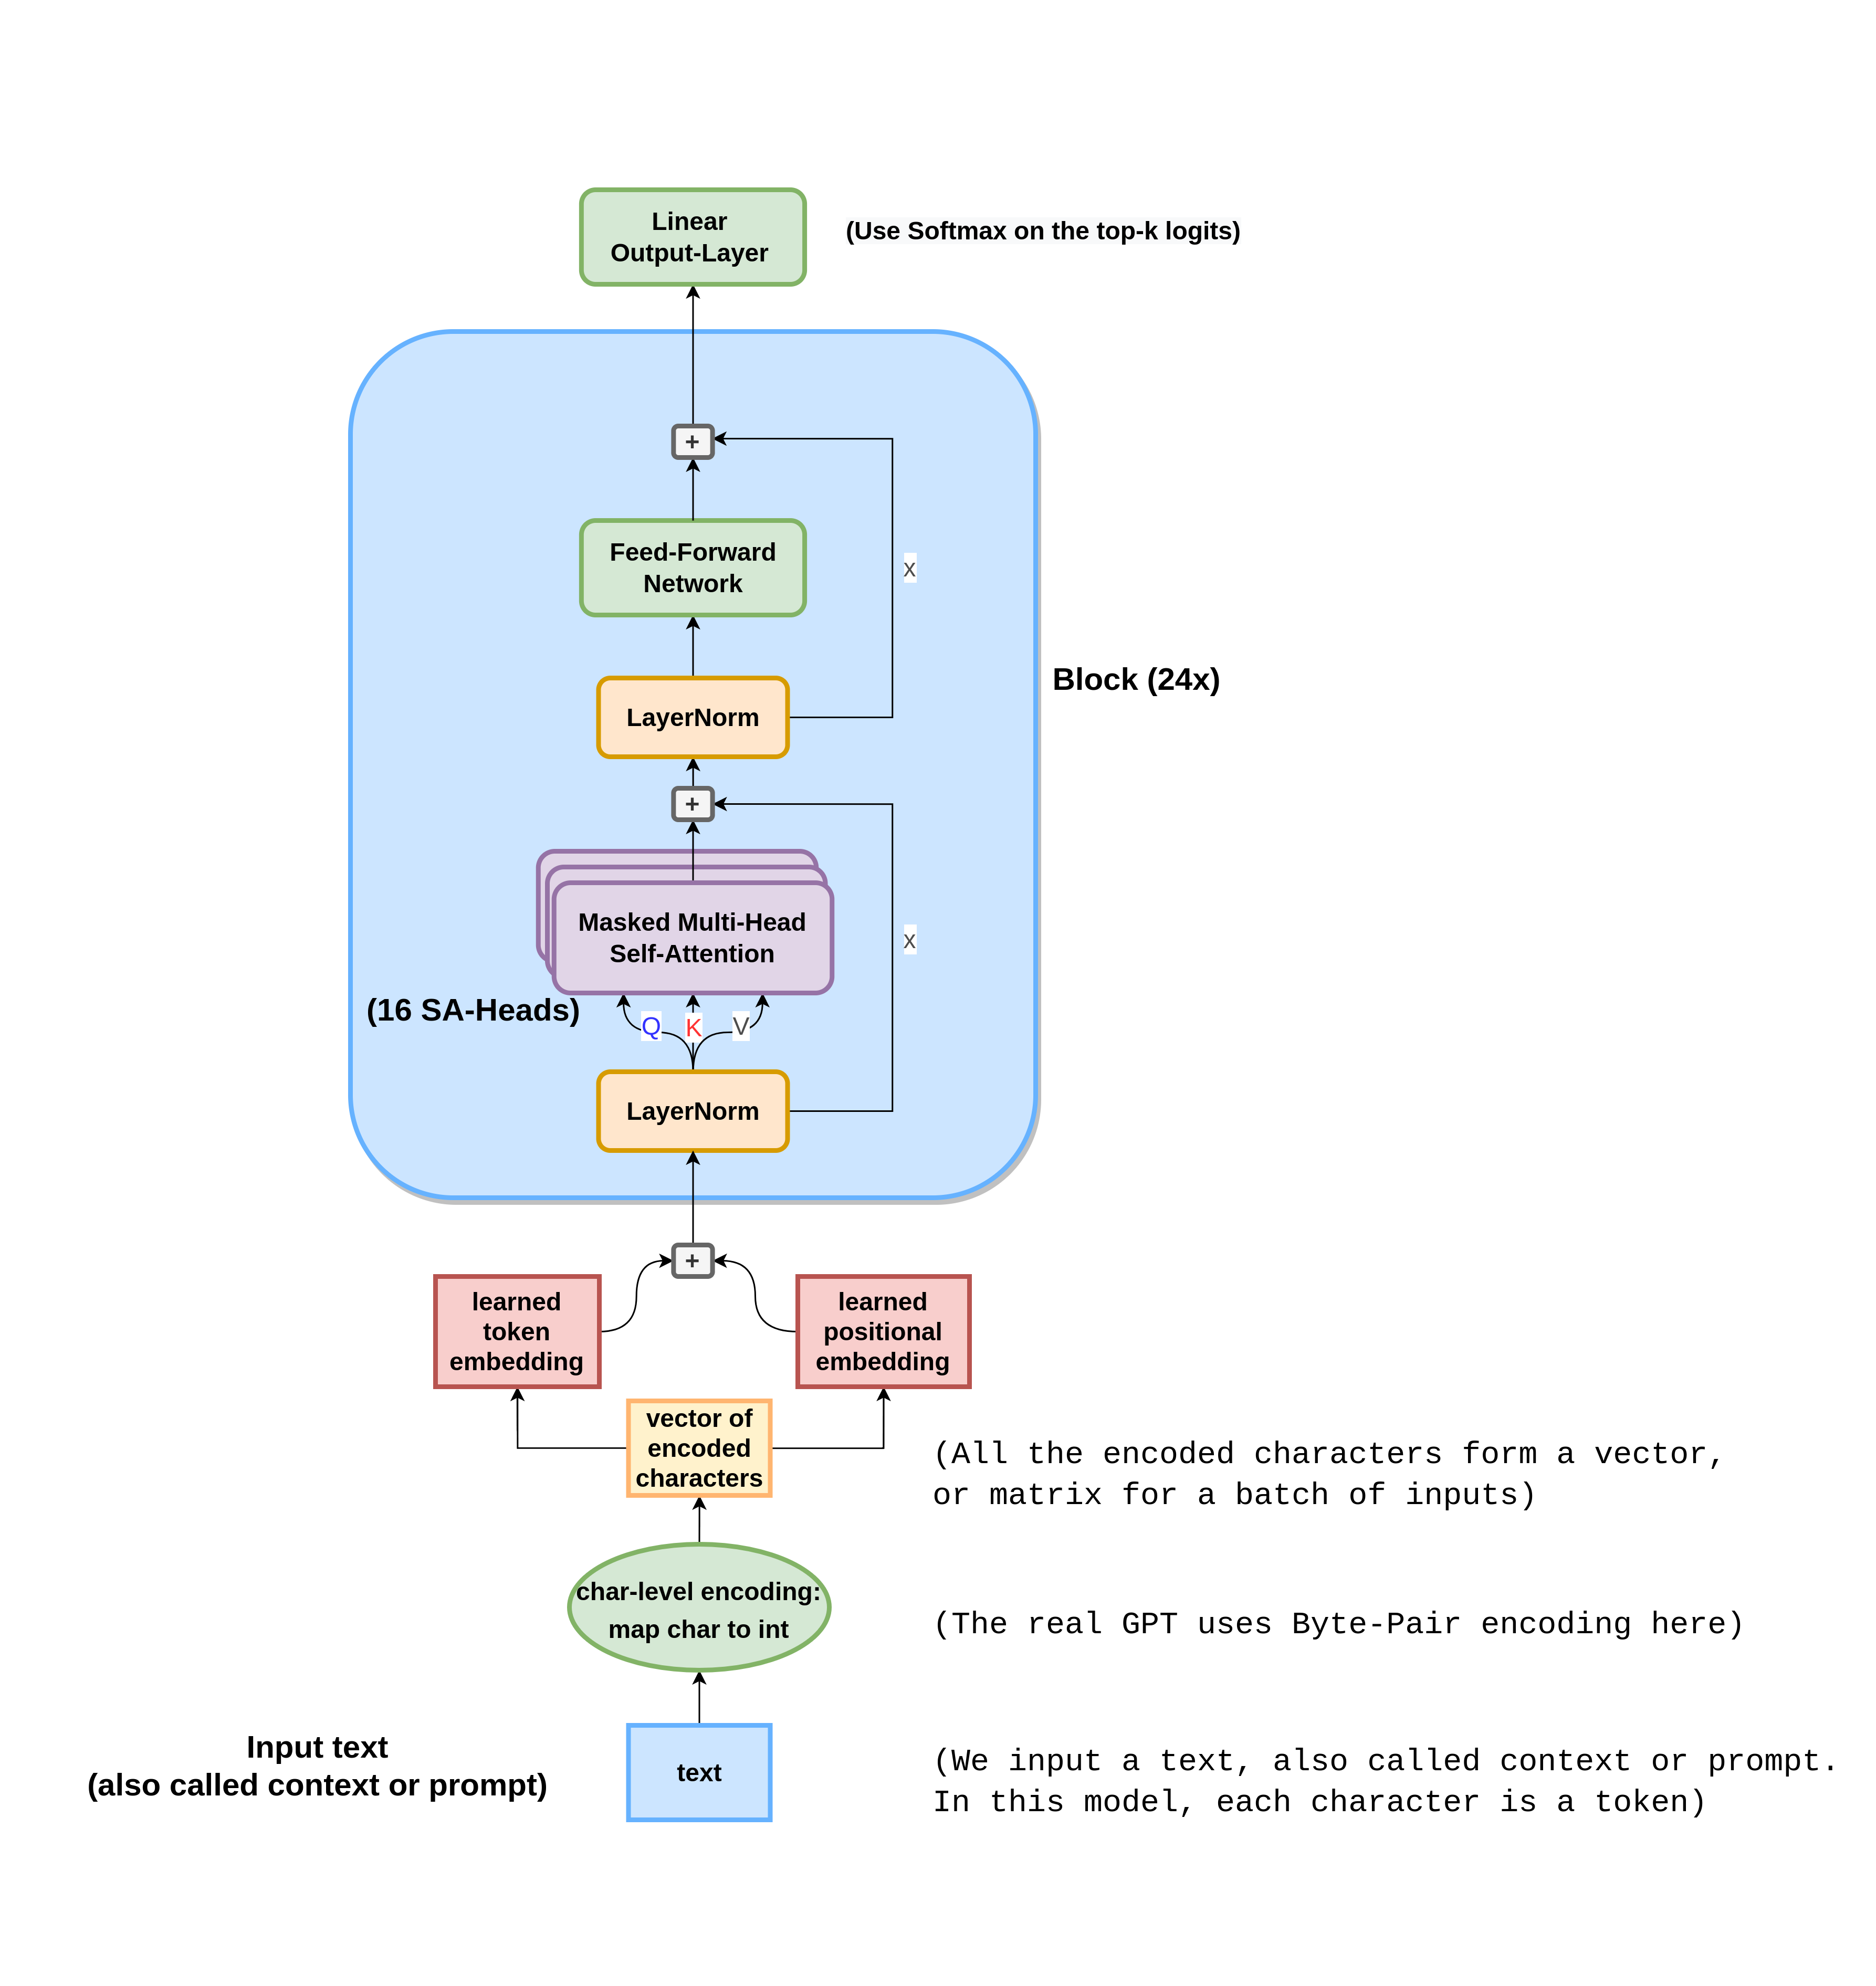 Linear
Output-Layer
(Use Softmax on the top-k logits)
+
Feed-Forward
Network
x
Block (24x)
LayerNorm
+
Masked Multi-Head
Self-Attention
x
(16 SA-Heads)
Q
K
V
LayerNorm
+
learned
token
embedding
learned
positional
embedding
vector of
encoded
characters
(All the encoded characters form a vector,
or matrix for a batch of inputs)
char-level encoding:
map char to int
(The real GPT uses Byte-Pair encoding here)
Input text
(also called context or prompt)
text
(We input a text, also called context or prompt.
In this model, each character is a token)